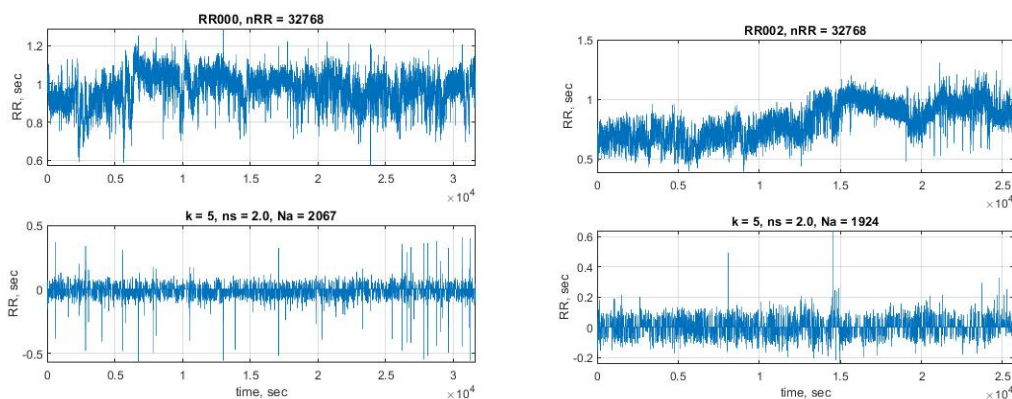 RR000, nRR = 32768
RR, sec
1.2
1
0.8
0.6
0 0.5 1 1.5 2 2.5 3
×10⁴
k = 5, ns = 2.0, Na = 2067
RR, sec
0.5
0
-0.5
0 0.5 1 1.5 2 2.5 3
time, sec
×10⁴
RR002, nRR = 32768
RR, sec
1.5
1
0.5
0 0.5 1 1.5 2 2.5
×10⁴
k = 5, ns = 2.0, Na = 1924
RR, sec
0.6
0.4
0.2
0
-0.2
0 0.5 1 1.5 2 2.5
time, sec
×10⁴